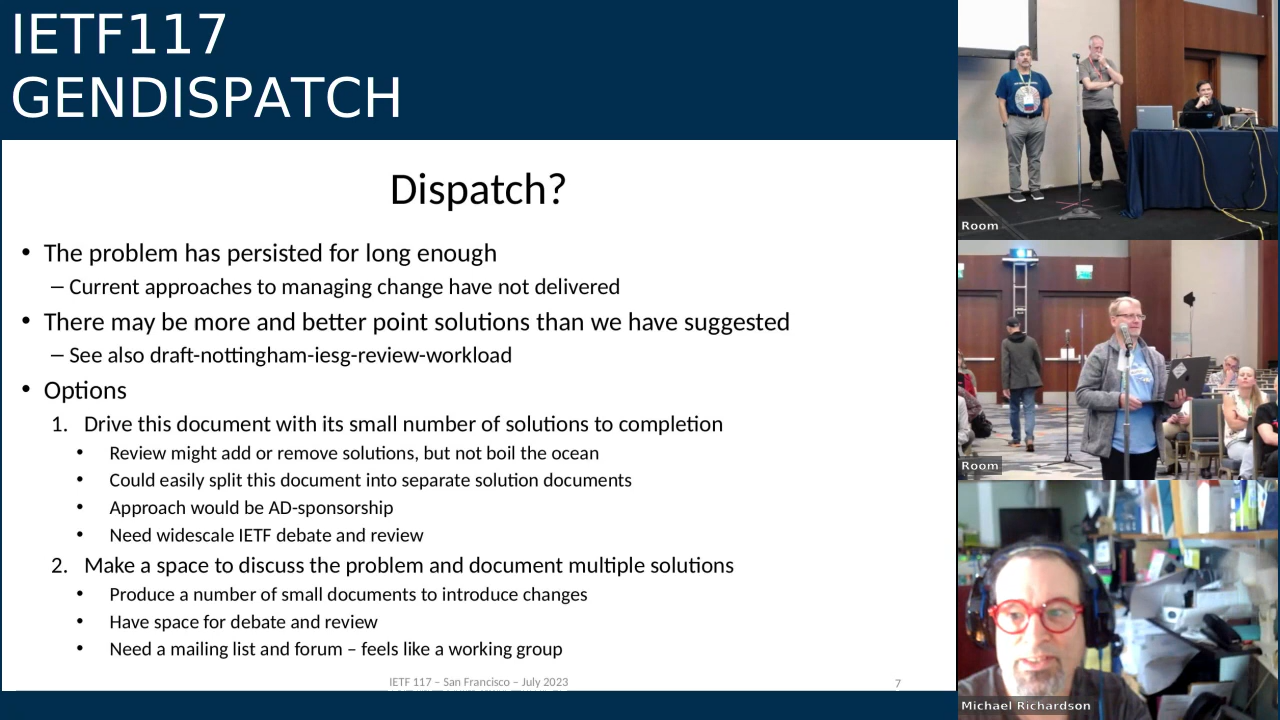 IETF117
GENDISPATCH
Dispatch?
• The problem has persisted for long enough
– Current approaches to managing change have not delivered
• There may be more and better point solutions than we have suggested
– See also draft-nottingham-iesg-review-workload
• Options
1. Drive this document with its small number of solutions to completion
• Review might add or remove solutions, but not boil the ocean
• Could easily split this document into separate solution documents
• Approach would be AD-sponsorship
• Need widescale IETF debate and review
2. Make a space to discuss the problem and document multiple solutions
• Produce a number of small documents to introduce changes
• Have space for debate and review
• Need a mailing list and forum – feels like a working group
IETF 117 – San Francisco – July 2023
7
Room
Room
Michael Richardson